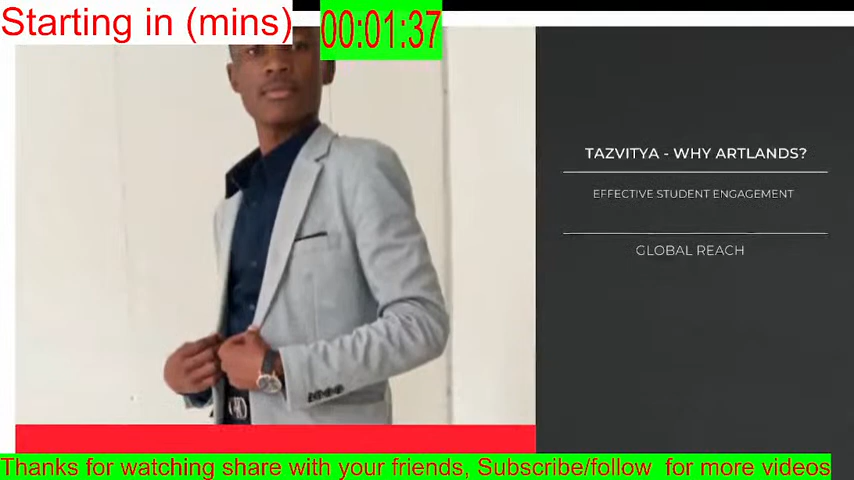 Starting in (mins)
00:01:37
TAZVITYA - WHY ARTLANDS?
EFFECTIVE STUDENT ENGAGEMENT
GLOBAL REACH
Thanks for watching share with your friends, Subscribe/follow for more videos